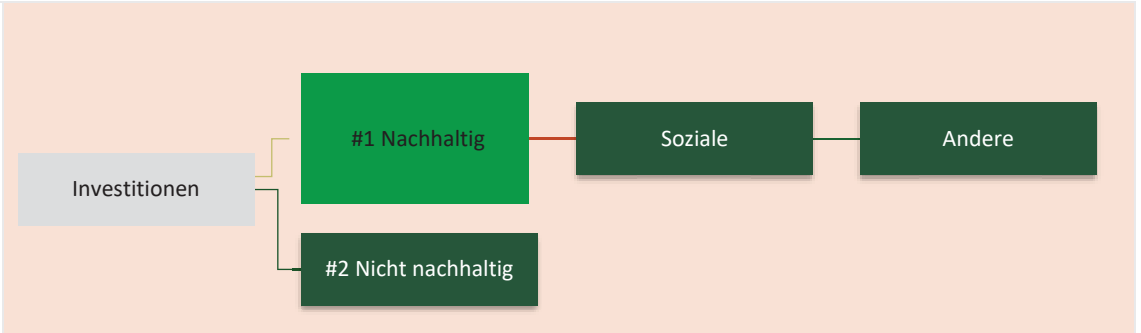 #1 Nachhaltig
Soziale
Andere
Investitionen
#2 Nicht nachhaltig